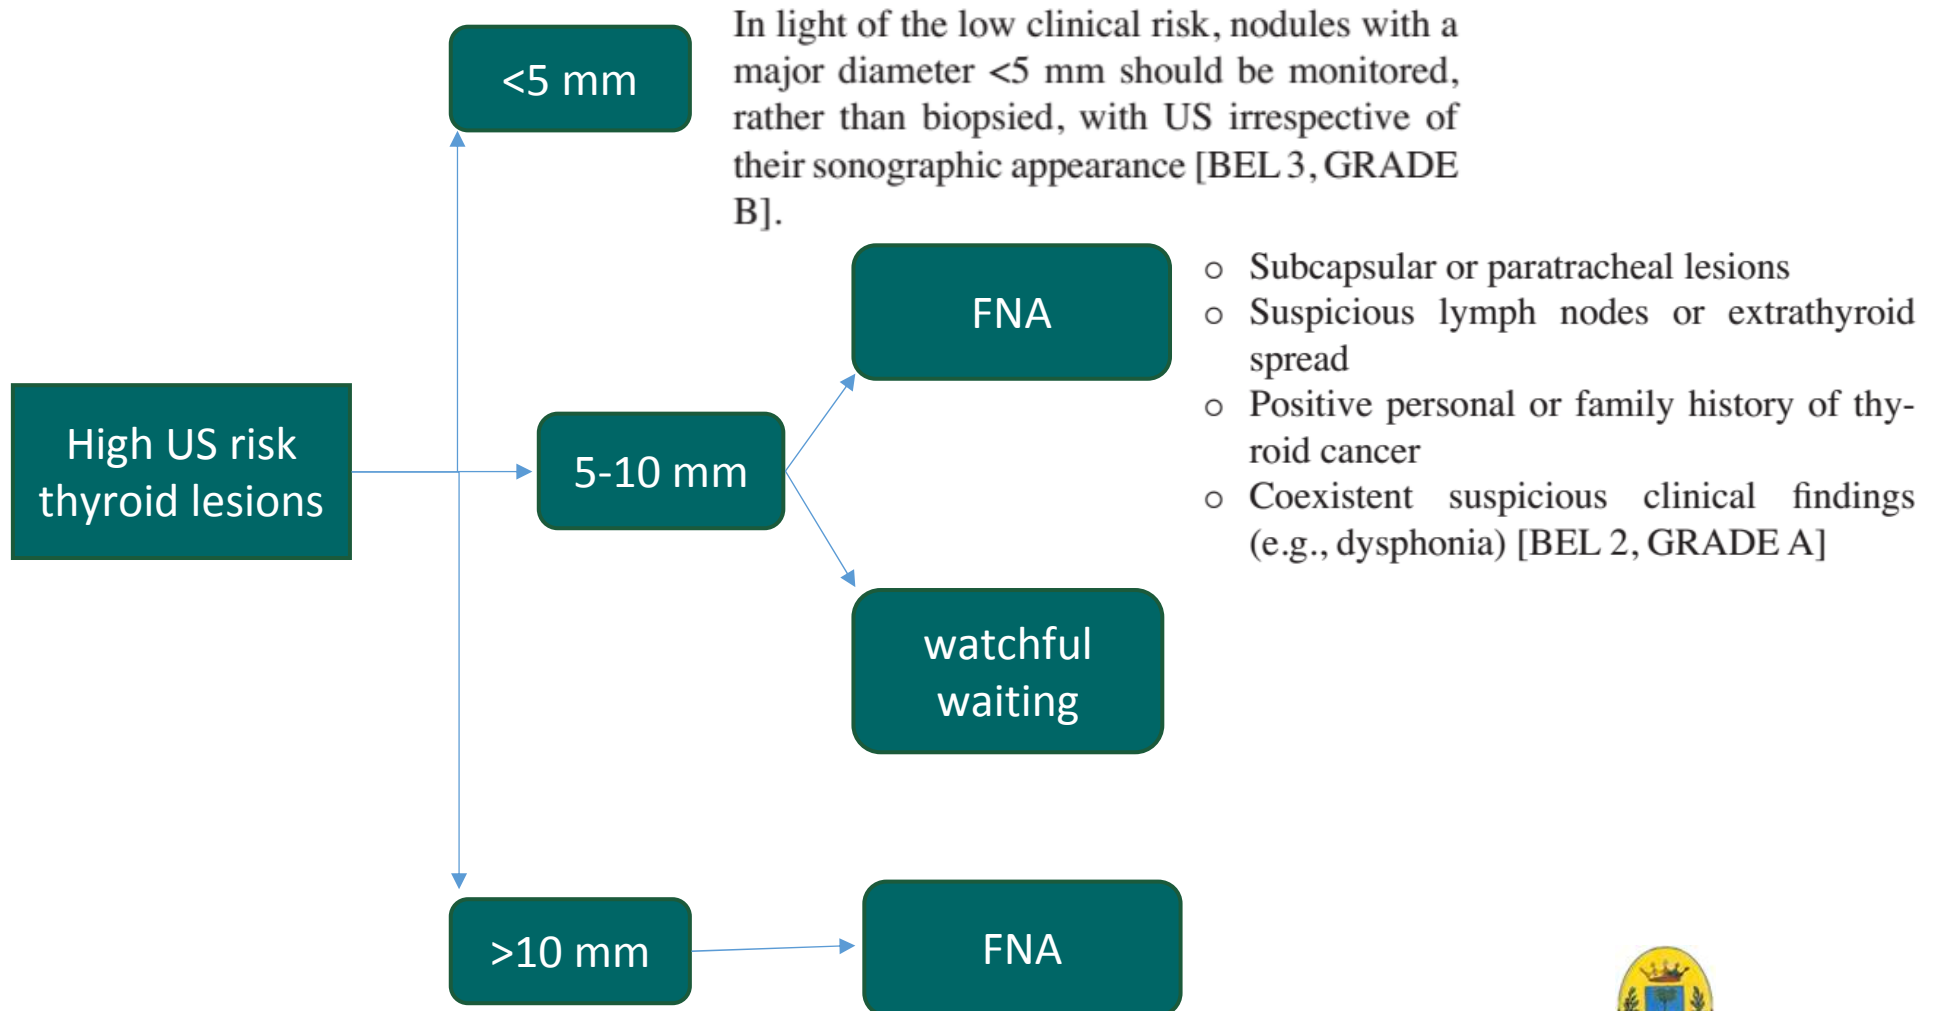 <5 mm
In light of the low clinical risk, nodules with a
major diameter <5 mm should be monitored,
rather than biopsied, with US irrespective of
their sonographic appearance [BEL 3, GRADE
B].
FNA
○ Subcapsular or paratracheal lesions
○ Suspicious lymph nodes or extrathyroid
spread
○ Positive personal or family history of thy-
roid cancer
○ Coexistent suspicious clinical findings
(e.g., dysphonia) [BEL 2, GRADE A]
High US risk
thyroid lesions
5-10 mm
watchful
waiting
>10 mm
FNA